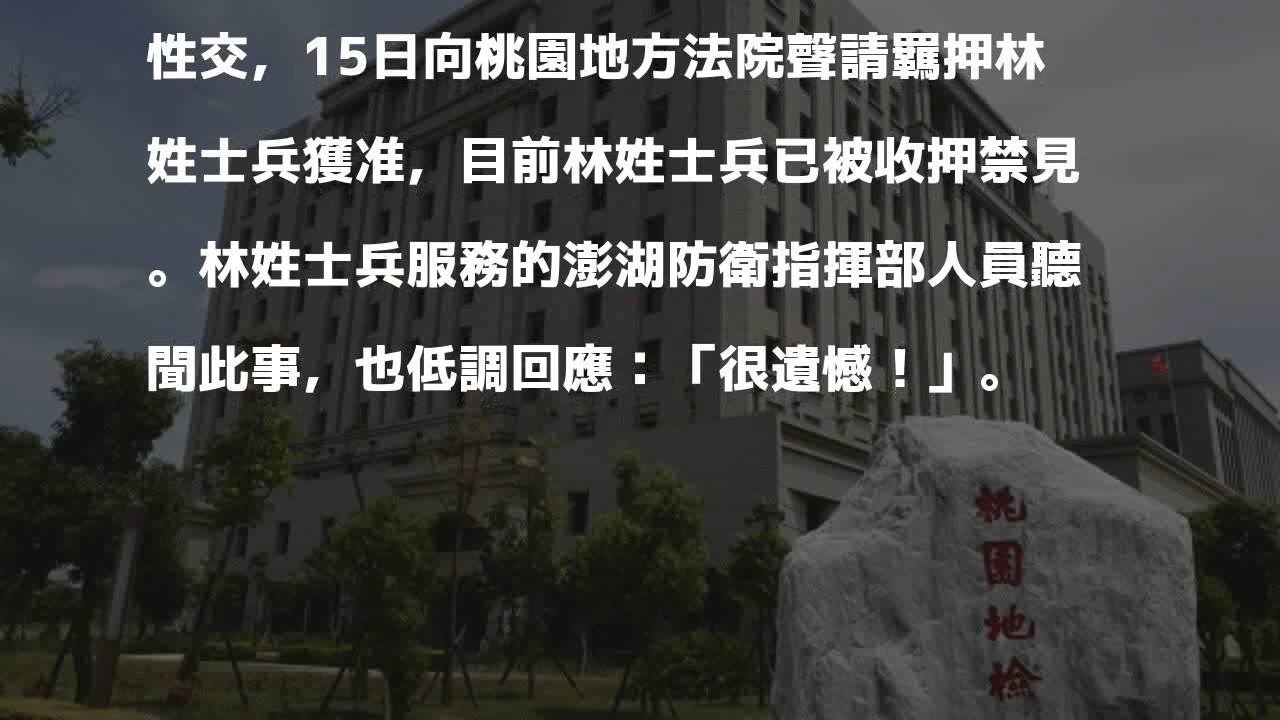 性交，15日向桃園地方法院聲請羈押林
姓士兵獲准，目前林姓士兵已被收押禁見
。林姓士兵服務的澎湖防衛指揮部人員聽
聞此事，也低調回應：「很遺憾！」。
桃園地檢